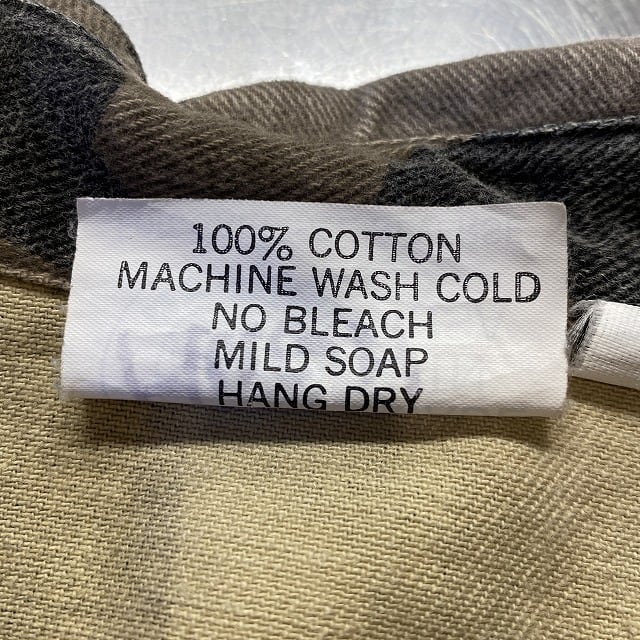 100% COTTON
MACHINE WASH COLD
NO BLEACH
MILD SOAP
HANG DRY